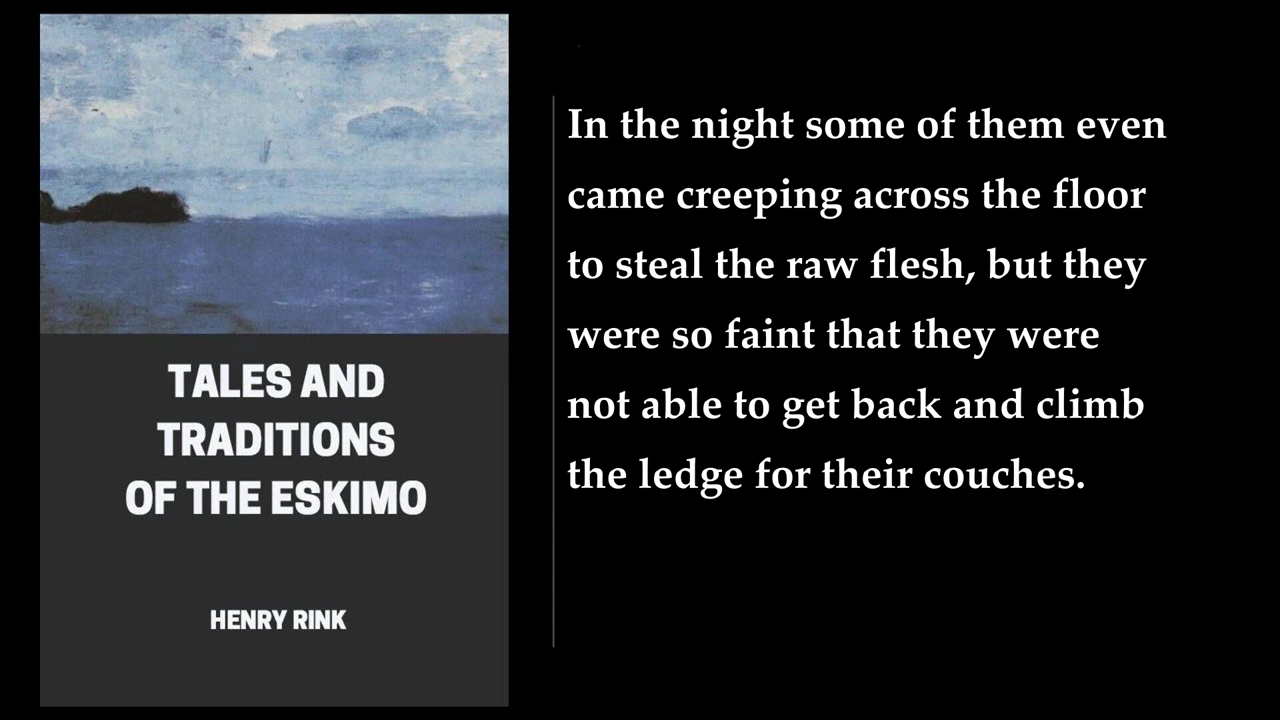 TALES AND
TRADITIONS
OF THE ESKIMO
HENRY RINK
In the night some of them even
came creeping across the floor
to steal the raw flesh, but they
were so faint that they were
not able to get back and climb
the ledge for their couches.